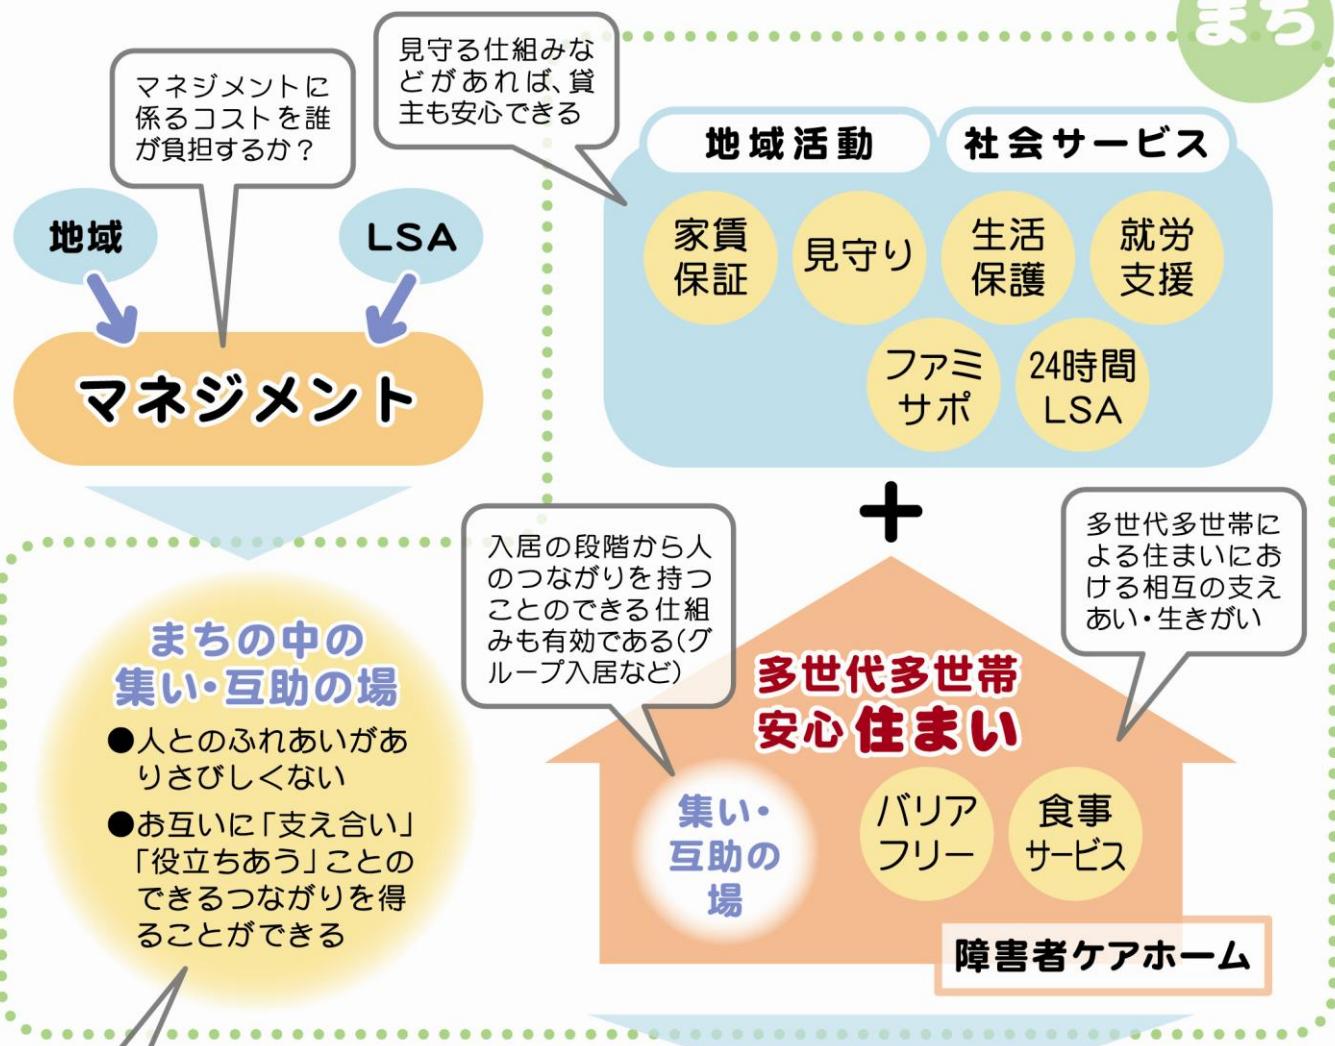 まち
マネジメントに
係るコストを誰
が負担するか？
見守る仕組みな
どがあれば、貸
主も安心できる
地域
LSA
マネジメント
地域活動
社会サービス
家賃
保証
見守り
生活
保護
就労
支援
ファミ
サポ
24時間
LSA
+
まちの中の
集い・互助の場
●人とのふれあいがあ
りさびしくない
●お互いに「支え合い」
「役立ちあう」ことの
できるつながりを得
ることができる
入居の段階から人
のつながりを持つ
ことのできる仕組
みも有効である(グ
ループ入居など)
多世代多世帯に
よる住まいにお
ける相互の支え
あい・生きがい
多世代多世帯
安心住まい
集い・
互助の
場
バリア
フリー
食事
サービス
障害者ケアホーム